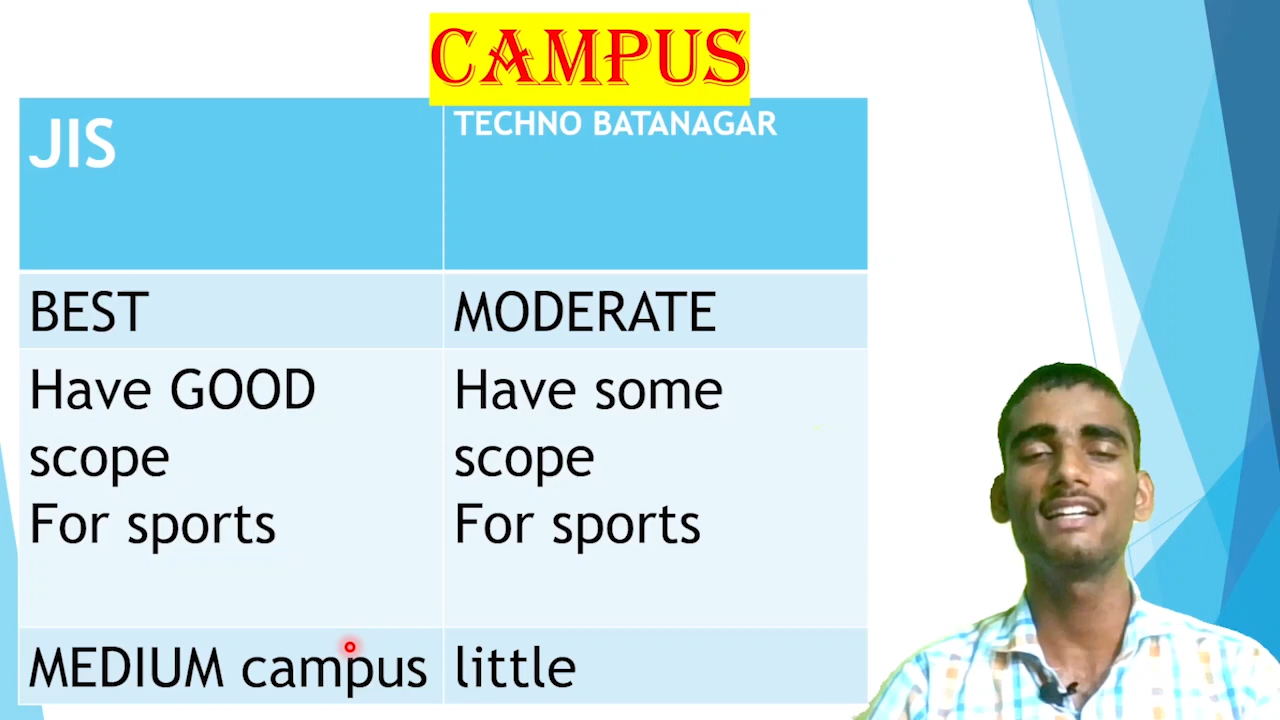 CAMPUS
JIS
TECHNO BATANAGAR
BEST
MODERATE
Have GOOD
scope
For sports
Have some
scope
For sports
MEDIUM campus
little